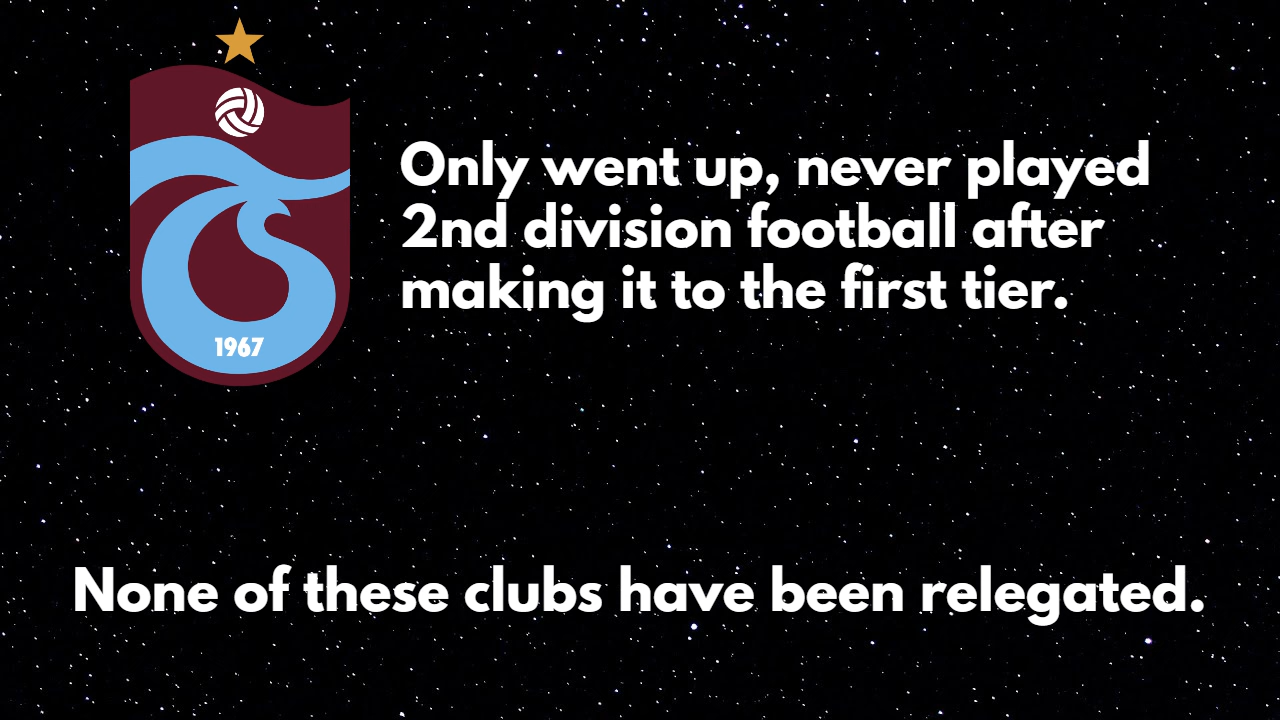 Only went up, never played
2nd division football after
making it to the first tier.
1967
None of these clubs have been relegated.